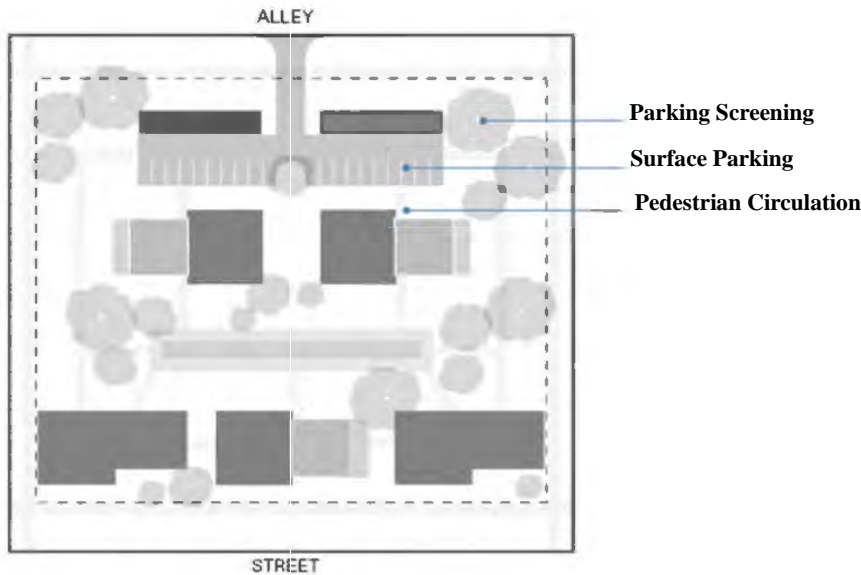 ALLEY
Parking Screening
Surface Parking
Pedestrian Circulation
STREET